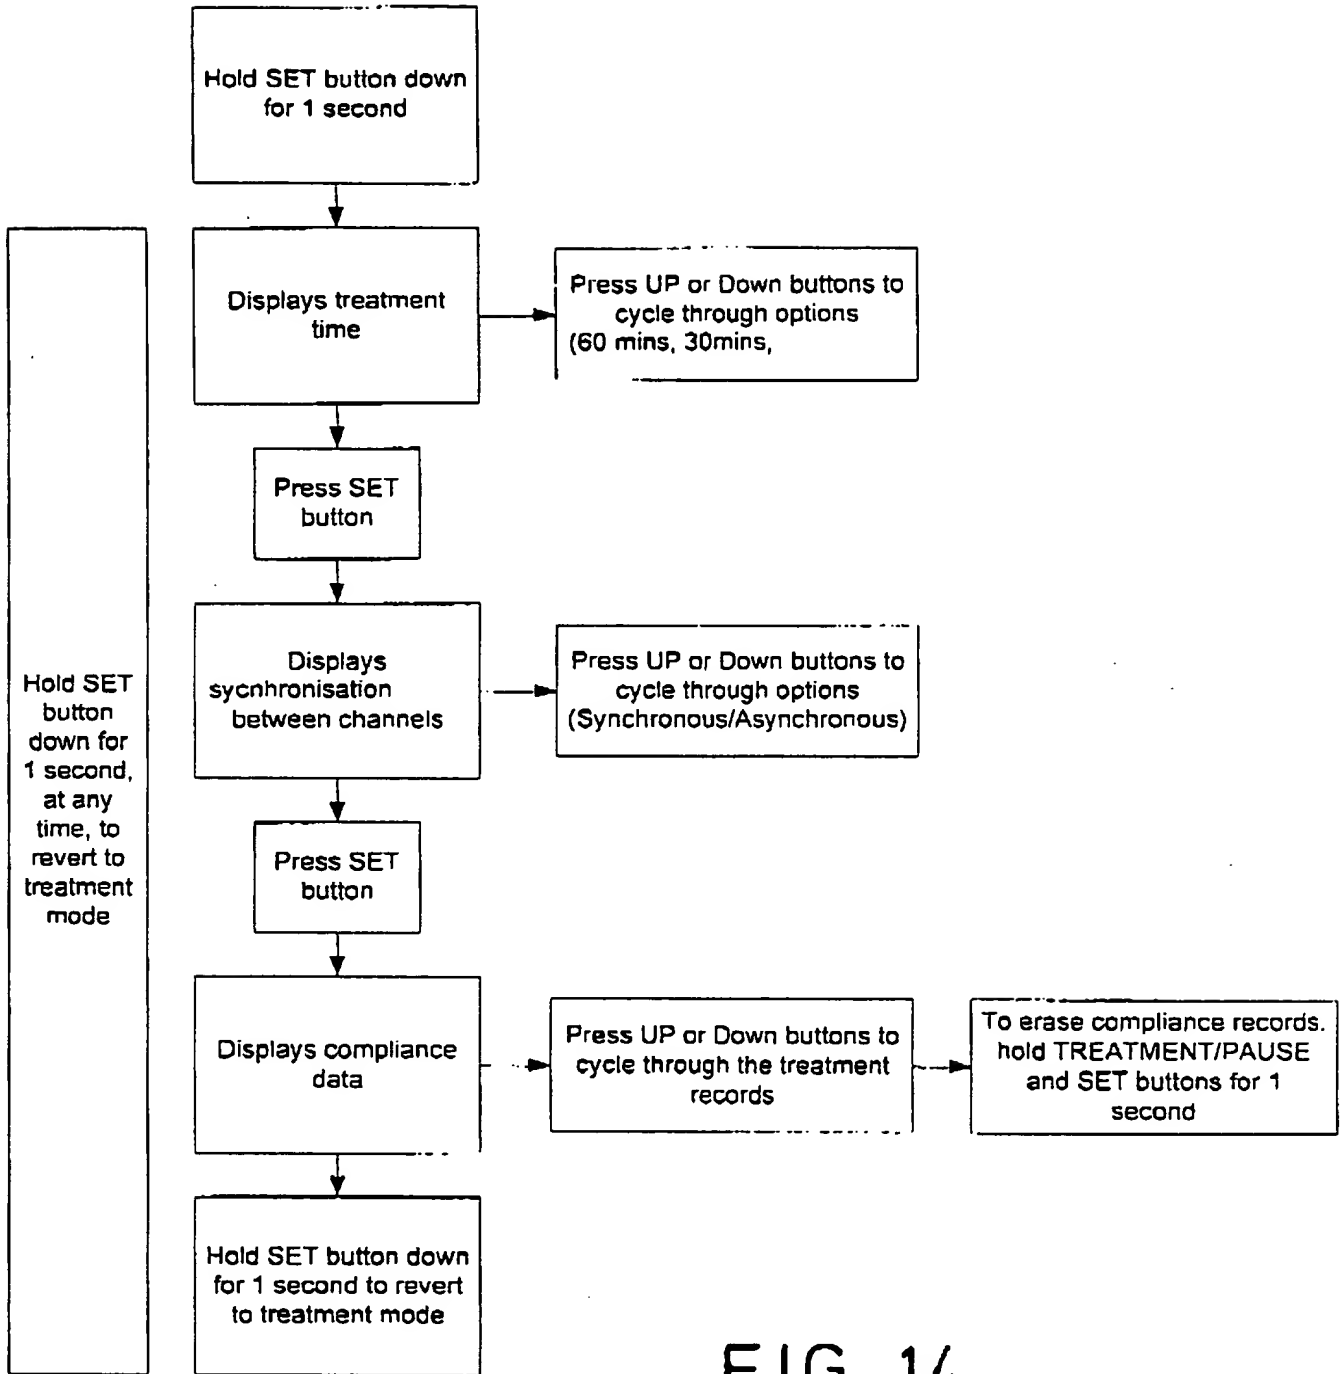 Hold SET button down
for 1 second
Displays treatment
time
Press UP or Down buttons to
cycle through options
(60 mins, 30mins,
Press SET
button
Displays
sycnhronisation
between channels
Press UP or Down buttons to
cycle through options
(Synchronous/Asynchronous)
Hold SET
button
down for
1 second,
at any
time, to
revert to
treatment
mode
Press SET
button
Displays compliance
data
Press UP or Down buttons to
cycle through the treatment
records
To erase compliance records.
hold TREATMENT/PAUSE
and SET buttons for 1
second
Hold SET button down
for 1 second to revert
to treatment mode
FIG. 14